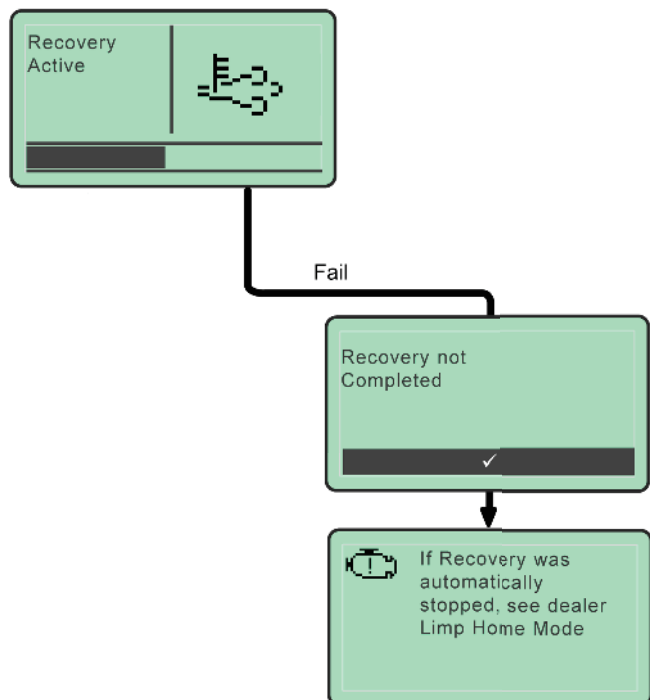 Recovery
Active
Fail
Recovery not
Completed
✓
If Recovery was
automatically
stopped, see dealer
Limp Home Mode